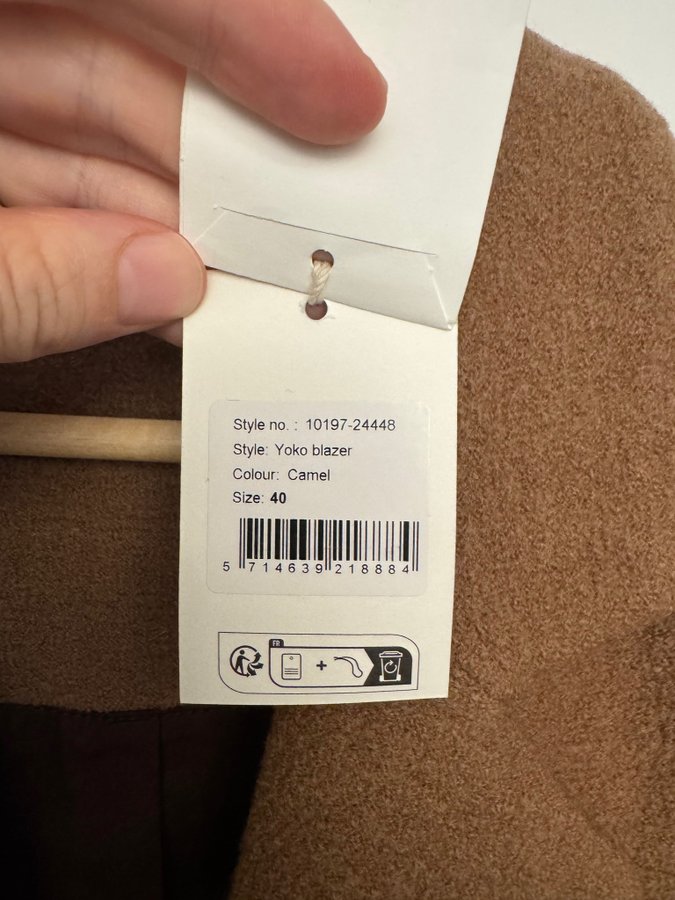 Style no. : 10197-24448
Style: Yoko blazer
Colour: Camel
Size: 40
5 714639 218884
FR
+